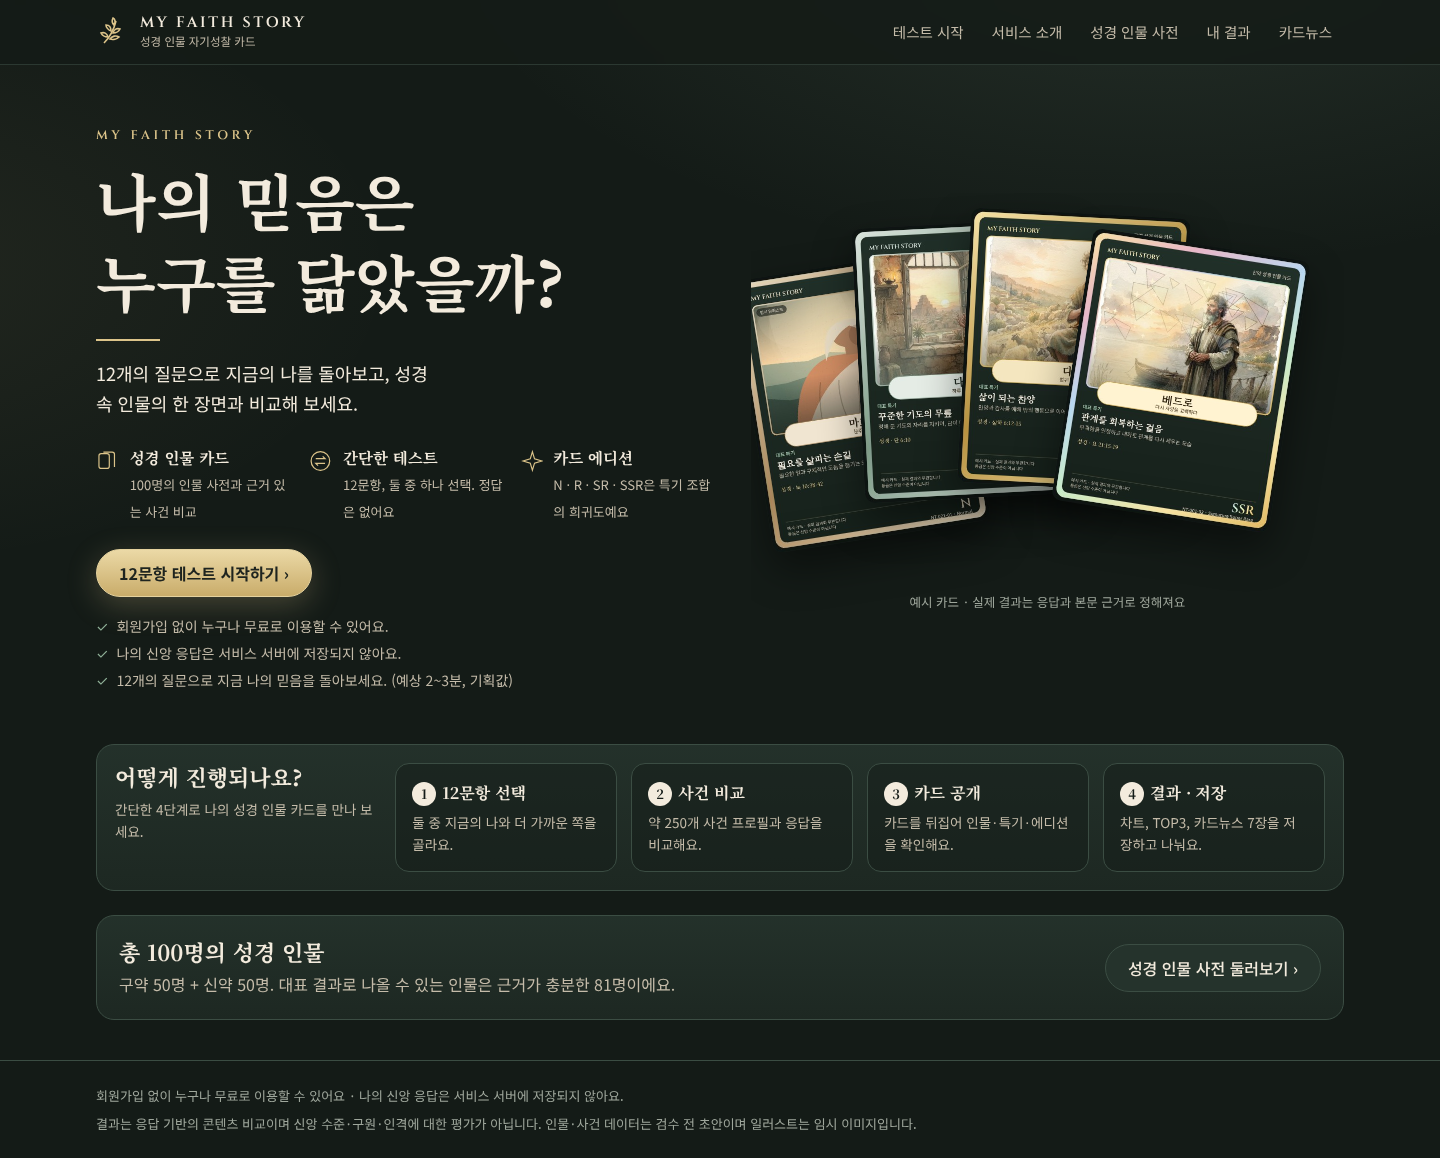 MY FAITH STORY
성경 인물 자기성찰 카드
테스트 시작
서비스 소개
성경 인물 사전
내 결과
카드뉴스
MY FAITH STORY
나의 믿음은
누구를 닮았을까?
12개의 질문으로 지금의 나를 돌아보고, 성경
속 인물의 한 장면과 비교해 보세요.
성경 인물 카드
100명의 인물 사전과 근거 있
는 사건 비교
간단한 테스트
12문항, 둘 중 하나 선택. 정답
은 없어요
카드 에디션
N · R · SR · SSR은 특기 조합
의 희귀도예요
12문항 테스트 시작하기 ›
회원가입 없이 누구나 무료로 이용할 수 있어요.
나의 신앙 응답은 서비스 서버에 저장되지 않아요.
12개의 질문으로 지금 나의 믿음을 돌아보세요. (예상 2~3분, 기획값)
MY FAITH STORY
필요를 살피는 손길
N
MY FAITH STORY
대표 특기
꾸준한 기도의 무릎
성경 · 단 6:10
MY FAITH STORY
대표 특기
삶이 되는 찬양
MY FAITH STORY
베드로
대표 특기
관계를 회복하는 걸음
SSR
예시 카드 · 실제 결과는 응답과 본문 근거로 정해져요
어떻게 진행되나요?
간단한 4단계로 나의 성경 인물 카드를 만나 보
세요.
1 12문항 선택
둘 중 지금의 나와 더 가까운 쪽을
골라요.
2 사건 비교
약 250개 사건 프로필과 응답을
비교해요.
3 카드 공개
카드를 뒤집어 인물·특기·에디션
을 확인해요.
4 결과 · 저장
차트, TOP3, 카드뉴스 7장을 저
장하고 나눠요.
총 100명의 성경 인물
구약 50명 + 신약 50명. 대표 결과로 나올 수 있는 인물은 근거가 충분한 81명이에요.
성경 인물 사전 둘러보기 ›
회원가입 없이 누구나 무료로 이용할 수 있어요 · 나의 신앙 응답은 서비스 서버에 저장되지 않아요.
결과는 응답 기반의 콘텐츠 비교이며 신앙 수준·구원·인격에 대한 평가가 아닙니다. 인물·사건 데이터는 검수 전 초안이며 일러스트는 임시 이미지입니다.